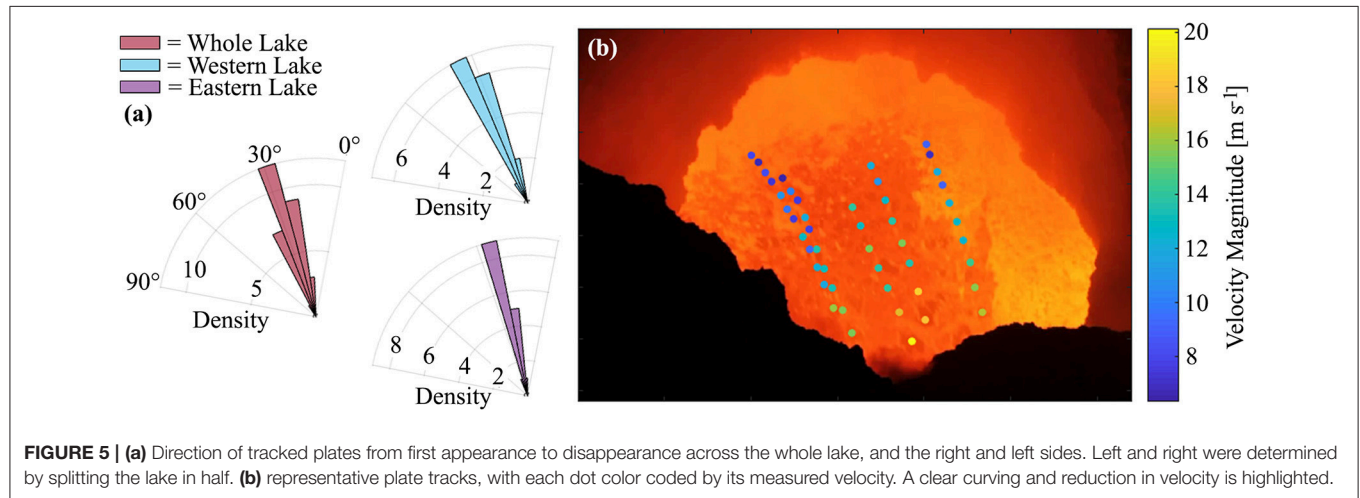 = Whole Lake
= Western Lake
= Eastern Lake
(a)
0°
30°
60°
90°
10
5
Density
6
4
2
Density
8
6
4
2
Density
(b)
20
18
16
14
12
10
8
Velocity Magnitude [m s⁻¹]
FIGURE 5 | (a) Direction of tracked plates from first appearance to disappearance across the whole lake, and the right and left sides. Left and right were determined
by splitting the lake in half. (b) representative plate tracks, with each dot color coded by its measured velocity. A clear curving and reduction in velocity is highlighted.